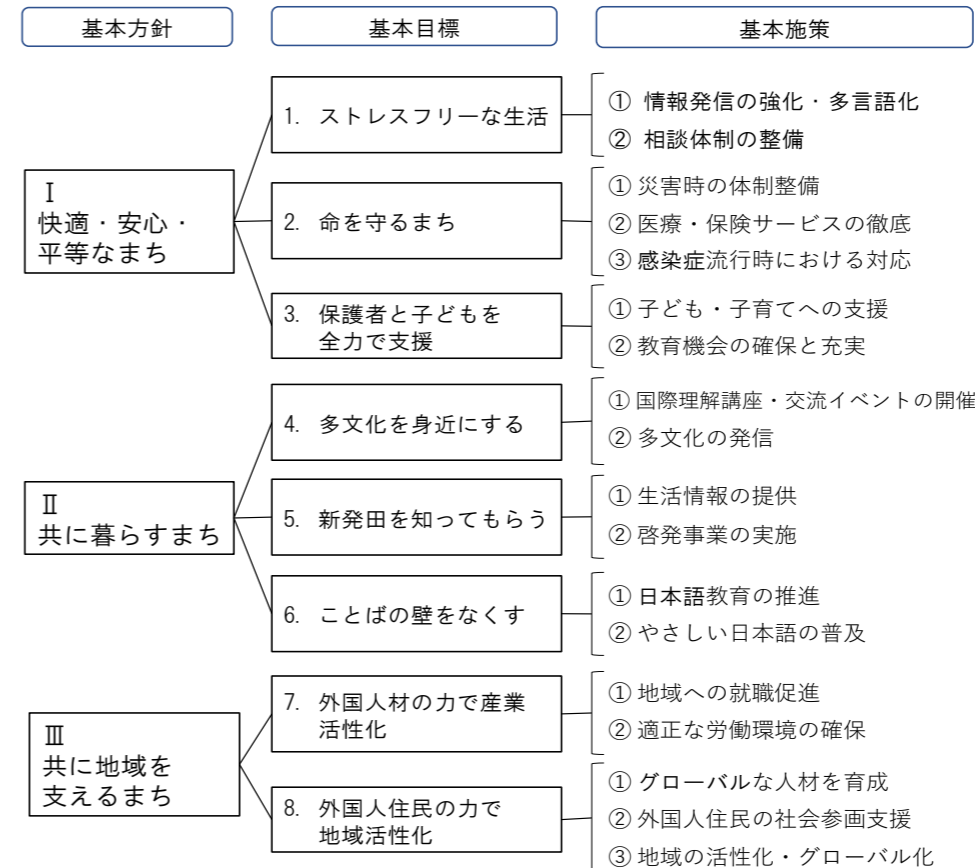 基本方針
基本目標
基本施策
Ⅰ
快適・安心・
平等なまち
1. ストレスフリーな生活
① 情報発信の強化・多言語化
② 相談体制の整備
2. 命を守るまち
① 災害時の体制整備
② 医療・保険サービスの徹底
③ 感染症流行時における対応
3. 保護者と子どもを
全力で支援
① 子ども・子育てへの支援
② 教育機会の確保と充実
Ⅱ
共に暮らすまち
4. 多文化を身近にする
① 国際理解講座・交流イベントの開催
② 多文化の発信
5. 新発田を知ってもらう
① 生活情報の提供
② 啓発事業の実施
6. ことばの壁をなくす
① 日本語教育の推進
② やさしい日本語の普及
Ⅲ
共に地域を
支えるまち
7. 外国人材の力で産業
活性化
① 地域への就職促進
② 適正な労働環境の確保
8. 外国人住民の力で
地域活性化
① グローバルな人材を育成
② 外国人住民の社会参画支援
③ 地域の活性化・グローバル化